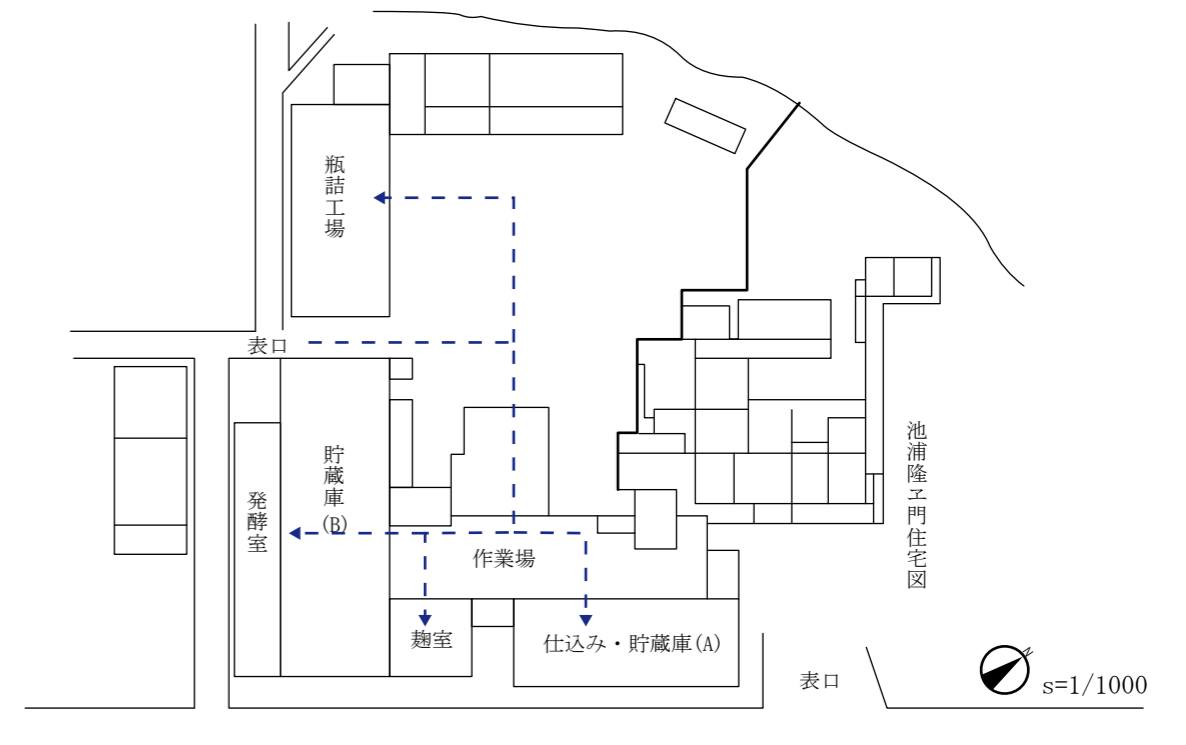 瓶詰工場
表口
貯蔵庫(B)
発酵室
作業場
麹室
仕込み・貯蔵庫(A)
池浦隆ヱ門住宅図
表口
N
s=1/1000